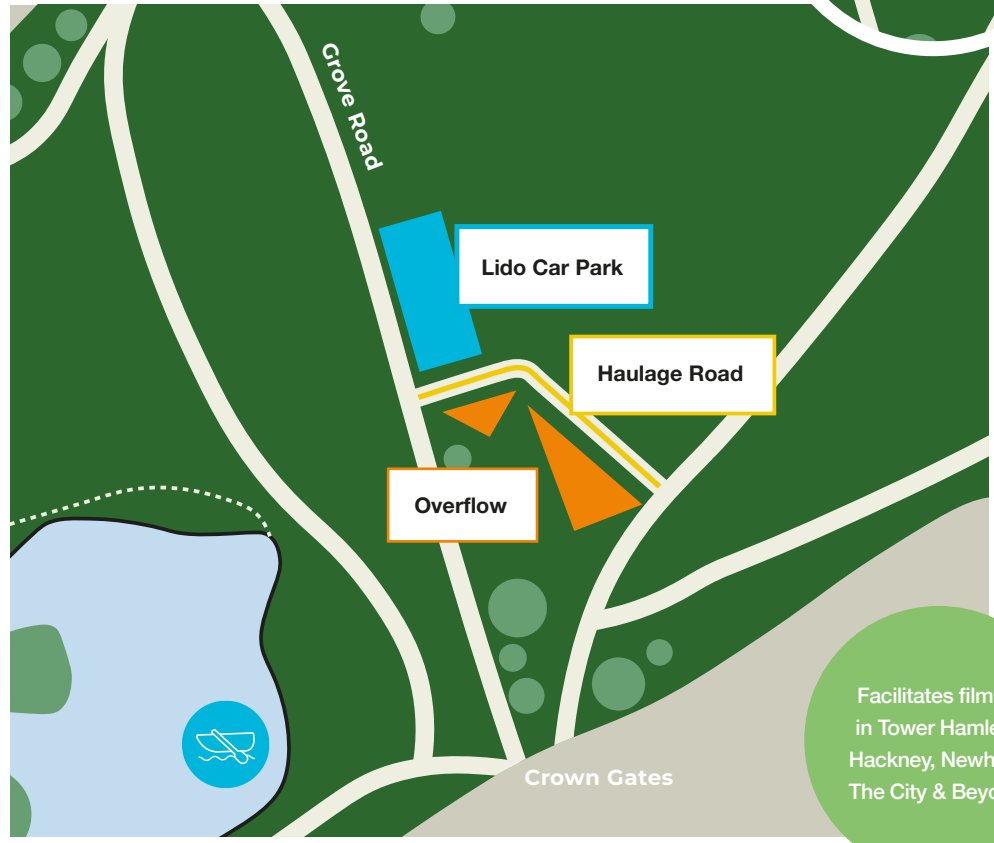 Grove Road
Lido Car Park
Haulage Road
Overflow
Crown Gates
Facilitates film
in Tower Hamle
Hackney, Newh
The City & Beyo